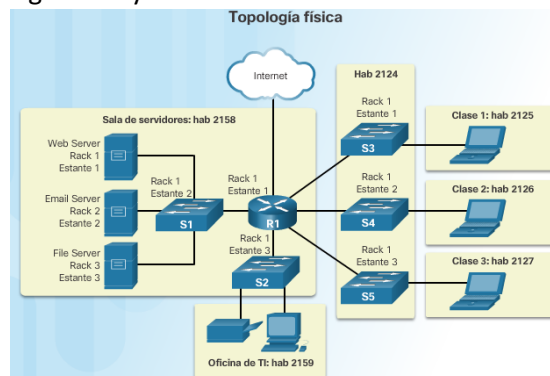 Topología física
Internet
Sala de servidores: hab 2158
Web Server
Rack 1
Estante 1
Email Server
Rack 2
Estante 2
File Server
Rack 3
Estante 3
Rack 1
Estante 2
S1
Rack 1
Estante 1
R1
Rack 1
Estante 3
S2
Oficina de TI: hab 2159
Hab 2124
Rack 1
Estante 1
S3
Rack 1
Estante 2
S4
Rack 1
Estante 3
S5
Clase 1: hab 2125
Clase 2: hab 2126
Clase 3: hab 2127